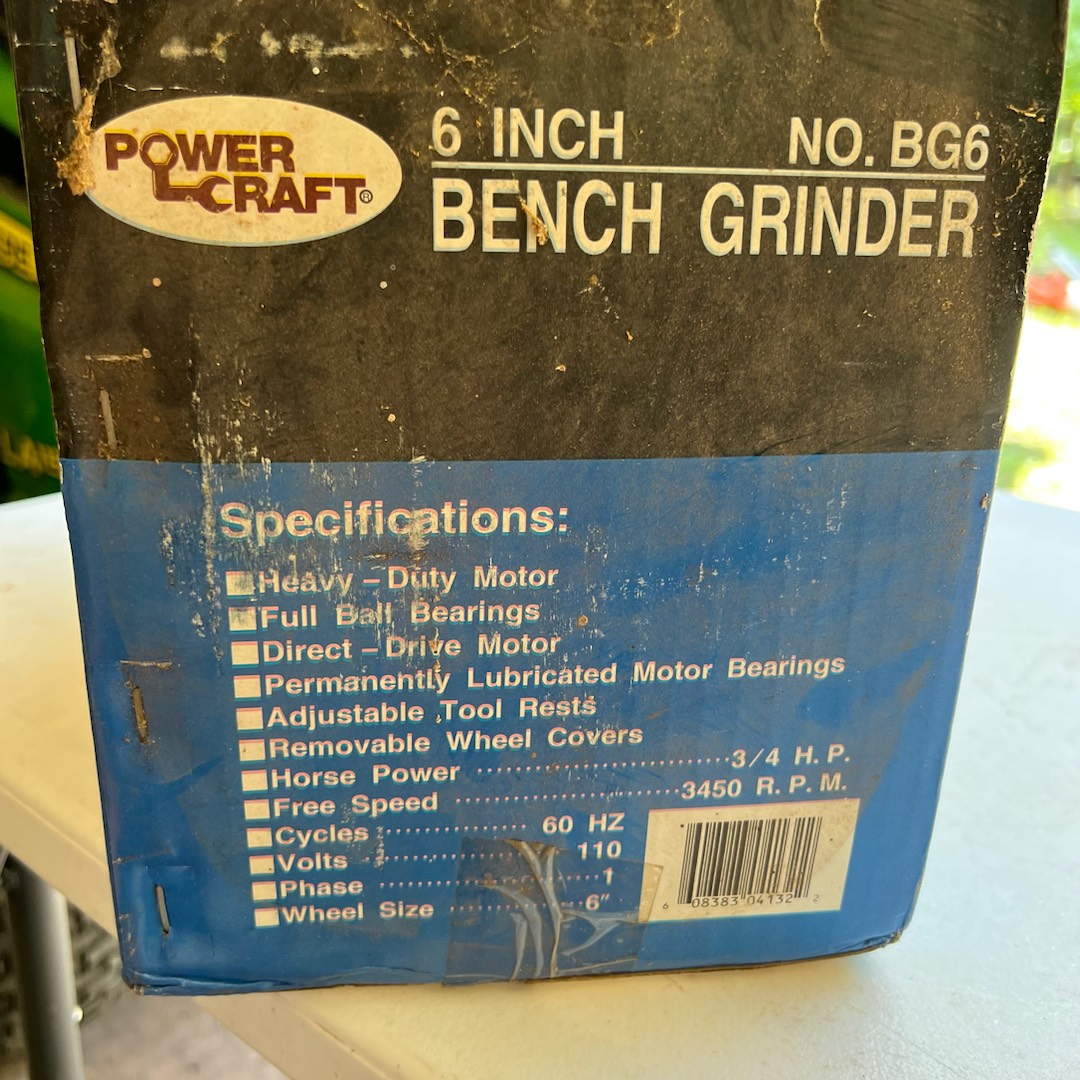 POWER CRAFT®
6 INCH NO. BG6
BENCH GRINDER
Specifications:
Heavy-Duty Motor
Full Ball Bearings
Direct-Drive Motor
Permanently Lubricated Motor Bearings
Adjustable Tool Rests
Removable Wheel Covers
Horse Power ........................ 3/4 H. P.
Free Speed ........................ 3450 R. P. M.
Cycles ............... 60 HZ
Volts ................... 110
Phase ...................... 1
Wheel Size ............... 6"
6 08383 04132 2